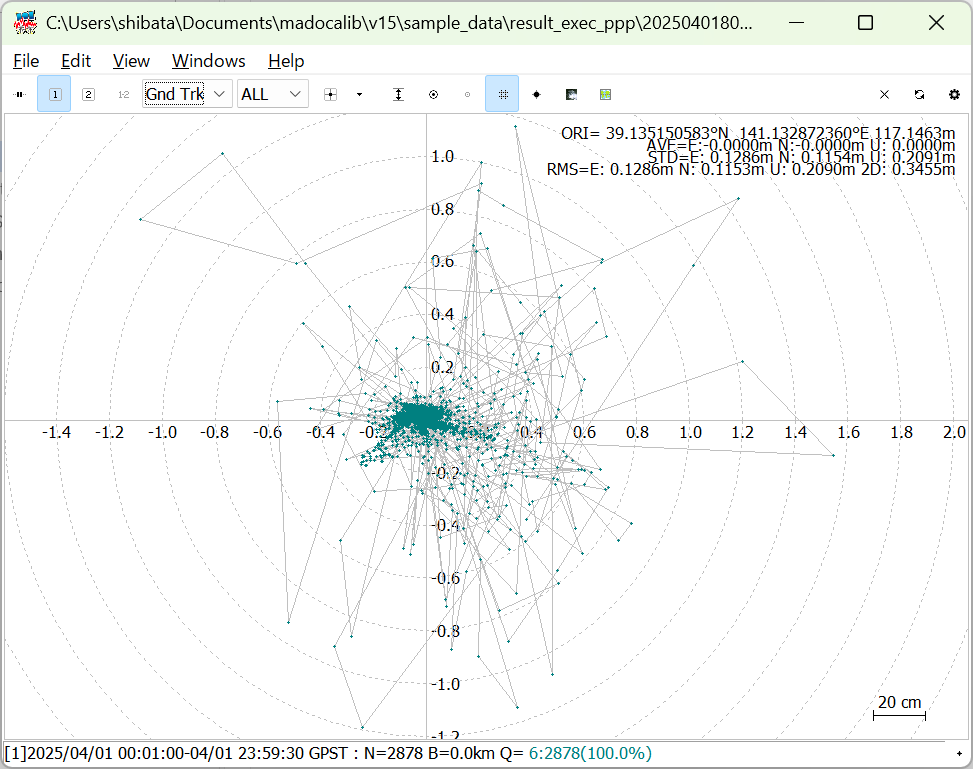 C:\Users\shibata\Documents\madocalib\v15\sample_data\result_exec_ppp\2025040180...
File Edit View Windows Help
1 2 1-2 Gnd Trk ALL
ORI= 39.135150583°N 141.132872360°E 117.1463m
AVE=E:-0.0000m N:-0.0000m U: 0.0000m
STD=E: 0.1286m N: 0.1154m U: 0.2091m
RMS=E: 0.1286m N: 0.1153m U: 0.2090m 2D: 0.3455m
1.0
0.8
0.6
0.4
0.2
-1.4 -1.2 -1.0 -0.8 -0.6 -0.4 0.4 0.6 0.8 1.0 1.2 1.4 1.6 1.8 2.0
-0.2
-0.4
-0.6
-0.8
-1.0
-1.2
20 cm
[1]2025/04/01 00:01:00-04/01 23:59:30 GPST : N=2878 B=0.0km Q= 6:2878(100.0%)